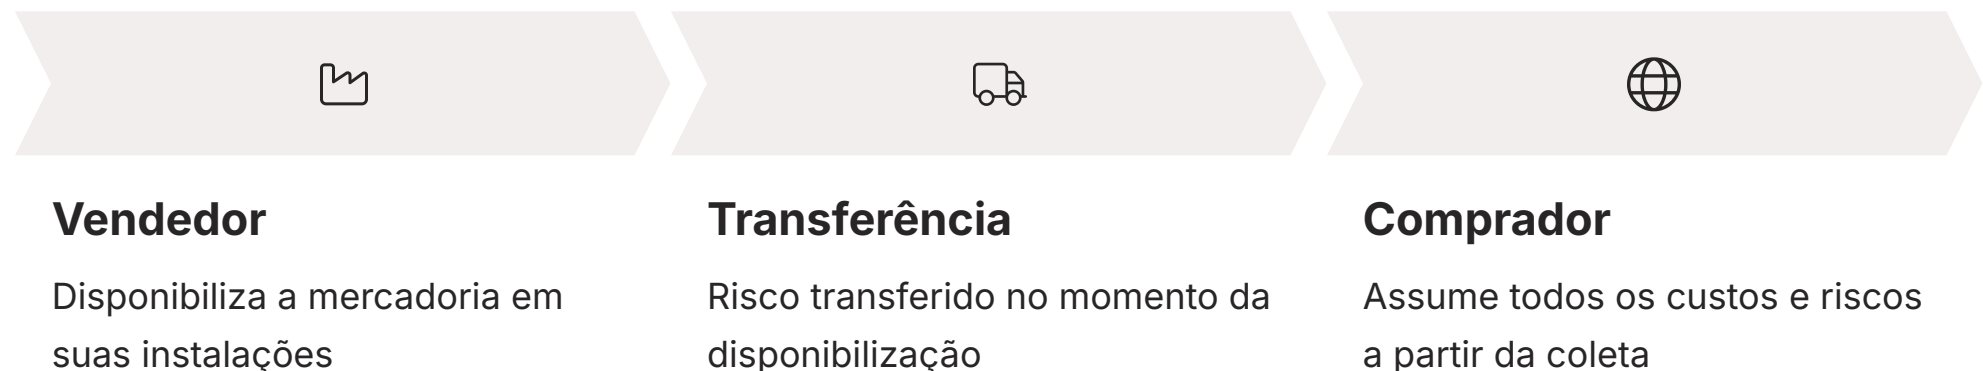 Vendedor
Disponibiliza a mercadoria em
suas instalações
Transferência
Risco transferido no momento da
disponibilização
Comprador
Assume todos os custos e riscos
a partir da coleta